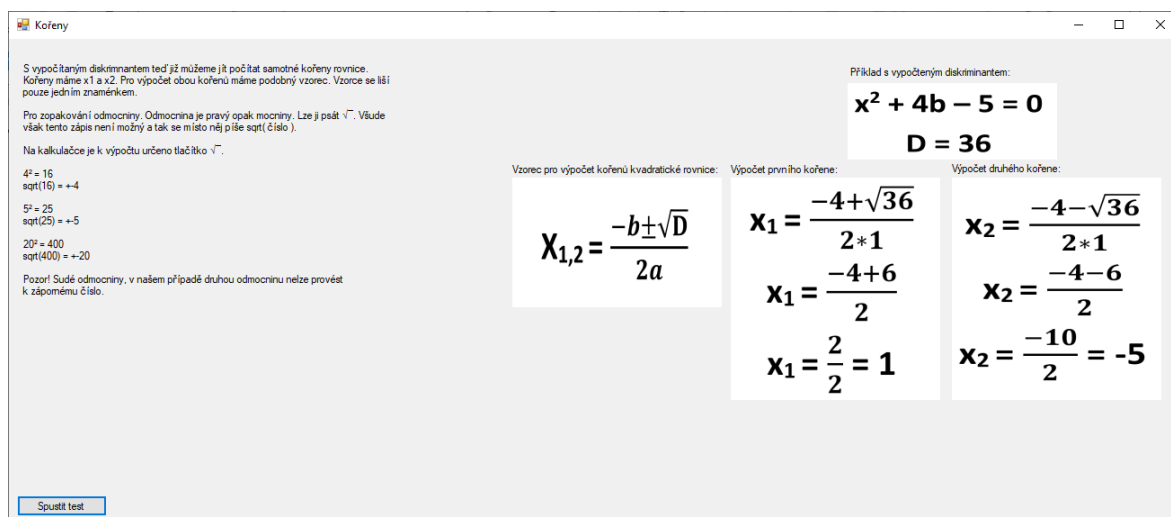 Kořeny
S vypočítaným diskrimnantem teď již můžeme jít počítat samotné kořeny rovnice.
Kořeny máme x1 a x2. Pro výpočet obou kořenů máme podobný vzorec. Vzorce se liší
pouze jedním znaménkem.
Pro zopakování odmocniny. Odmocnina je pravý opak mocniny. Lze ji psát √‾. Všude
však tento zápis není možný a tak se místo něj píše sqrt( číslo ).
Na kalkulačce je k výpočtu určeno tlačítko √‾.
4² = 16
sqrt(16) = +-4
5² = 25
sqrt(25) = +-5
20² = 400
sqrt(400) = +-20
Pozor! Sudé odmocniny, v našem případě druhou odmocninu nelze provést
k zápornému číslo.
Příklad s vypočteným diskriminantem:
x² + 4b – 5 = 0
D = 36
Vzorec pro výpočet kořenů kvadratické rovnice:
X₁,₂ = (−b±√D)/(2a)
Výpočet prvního kořene:
x₁ = (−4+√36)/(2∗1)
x₁ = (−4+6)/2
x₁ = 2/2 = 1
Výpočet druhého kořene:
x₂ = (−4−√36)/(2∗1)
x₂ = (−4−6)/2
x₂ = −10/2 = -5
Spustit test